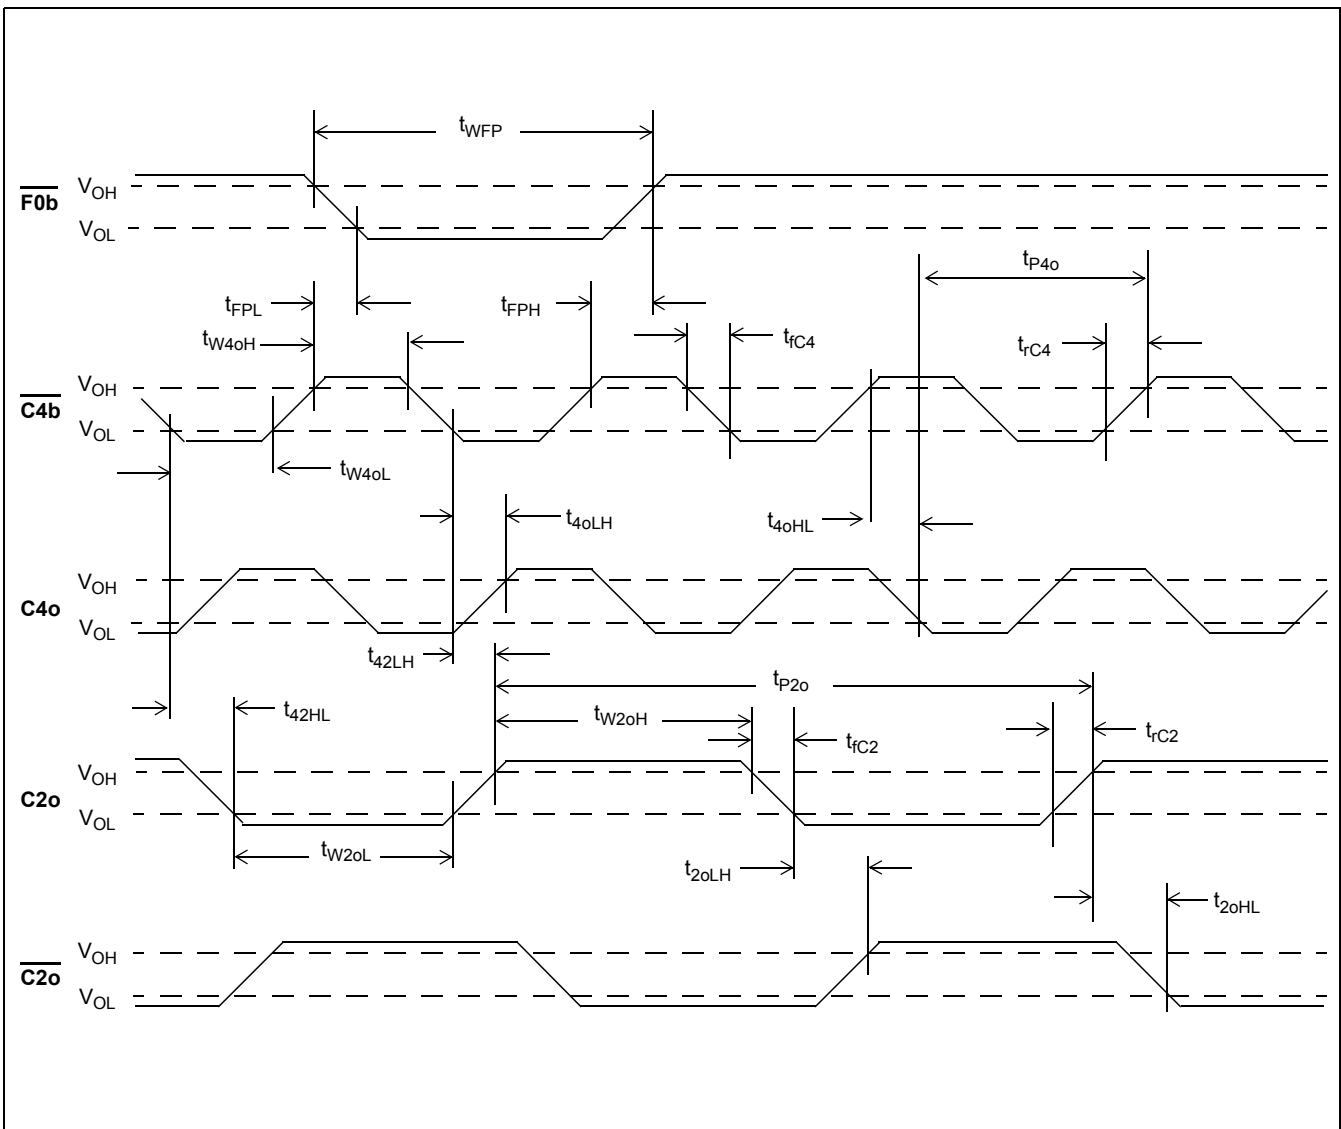 tWFP
F0b
VOH
VOL
tP4o
tFPL
tFPH
tW4oH
tfC4
trC4
C4b
VOH
VOL
tW4oL
t4oLH
t4oHL
C4o
VOH
VOL
t42LH
tP2o
t42HL
tW2oH
tfC2
trC2
C2o
VOH
VOL
tW2oL
t2oLH
t2oHL
C2o
VOH
VOL